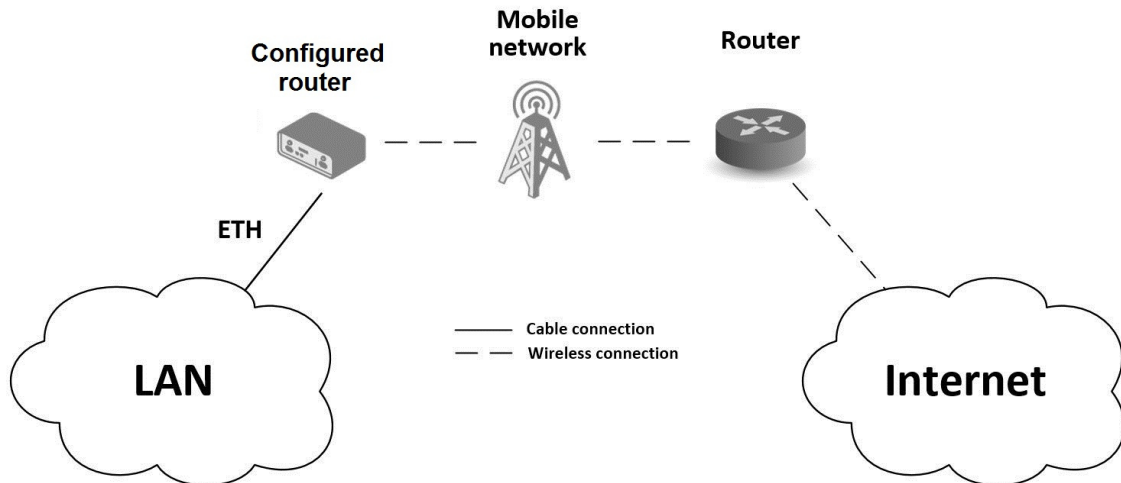 Configured
router
Mobile
network
Router
ETH
Cable connection
Wireless connection
LAN
Internet